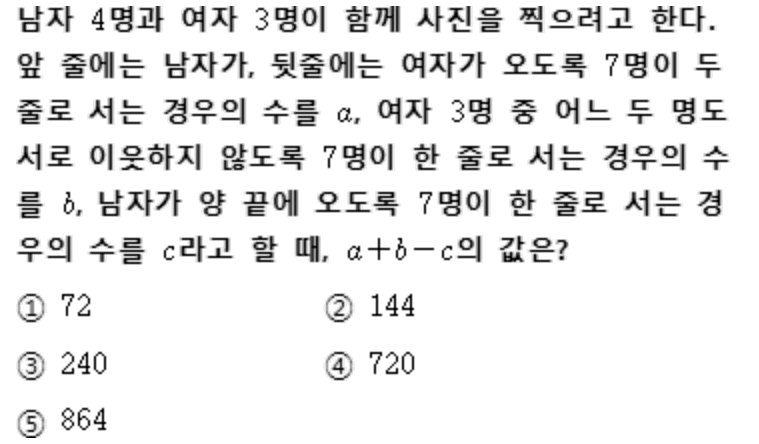 남자 4명과 여자 3명이 함께 사진을 찍으려고 한다.
앞 줄에는 남자가, 뒷줄에는 여자가 오도록 7명이 두
줄로 서는 경우의 수를 a, 여자 3명 중 어느 두 명도
서로 이웃하지 않도록 7명이 한 줄로 서는 경우의 수
를 b, 남자가 양 끝에 오도록 7명이 한 줄로 서는 경
우의 수를 c라고 할 때, a+b-c의 값은?
① 72 ② 144
③ 240 ④ 720
⑤ 864